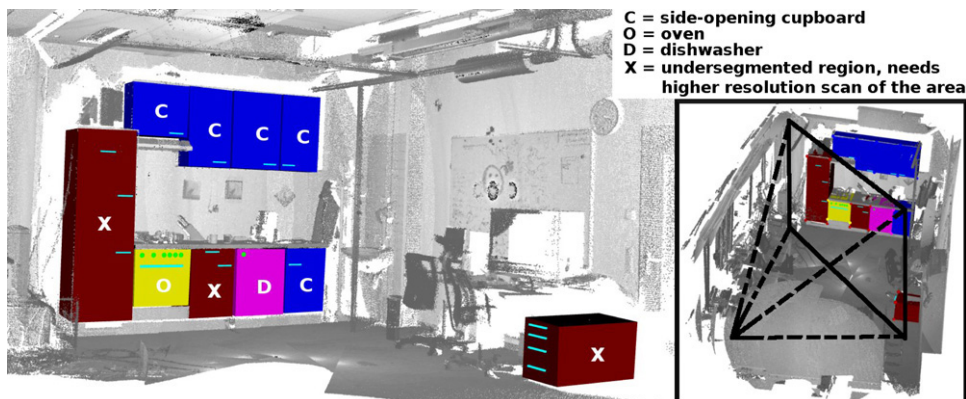 C = side-opening cupboard
O = oven
D = dishwasher
X = undersegmented region, needs
higher resolution scan of the area
C
C
C
C
X
O
X
D
C
X